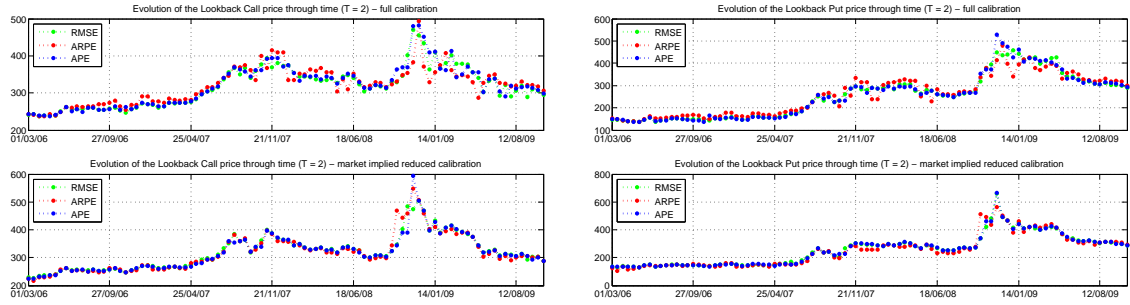 Evolution of the Lookback Call price through time (T = 2) – full calibration
500
400
300
200
RMSE
ARPE
APE
01/03/06 27/09/06 25/04/07 21/11/07 18/06/08 14/01/09 12/08/09
Evolution of the Lookback Put price through time (T = 2) – full calibration
600
500
400
300
200
100
RMSE
ARPE
APE
01/03/06 27/09/06 25/04/07 21/11/07 18/06/08 14/01/09 12/08/09
Evolution of the Lookback Call price through time (T = 2) – market implied reduced calibration
600
500
400
300
200
RMSE
ARPE
APE
01/03/06 27/09/06 25/04/07 21/11/07 18/06/08 14/01/09 12/08/09
Evolution of the Lookback Put price through time (T = 2) – market implied reduced calibration
800
600
400
200
0
RMSE
ARPE
APE
01/03/06 27/09/06 25/04/07 21/11/07 18/06/08 14/01/09 12/08/09